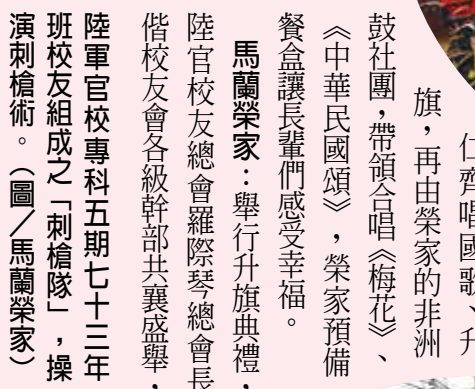 仁齊唱國歌、升
旗，再由榮家的非洲
鼓社團，帶領合唱《梅花》、
《中華民國頌》，榮家預備
餐盒讓長輩們感受幸福。
馬蘭榮家：舉行升旗典禮，
陸官校友總會羅際琴總會長
偕校友會各級幹部共襄盛舉，
陸軍官校專科五期七十三年
班校友組成之「刺槍隊」，操
演刺槍術。（圖／馬蘭榮家）